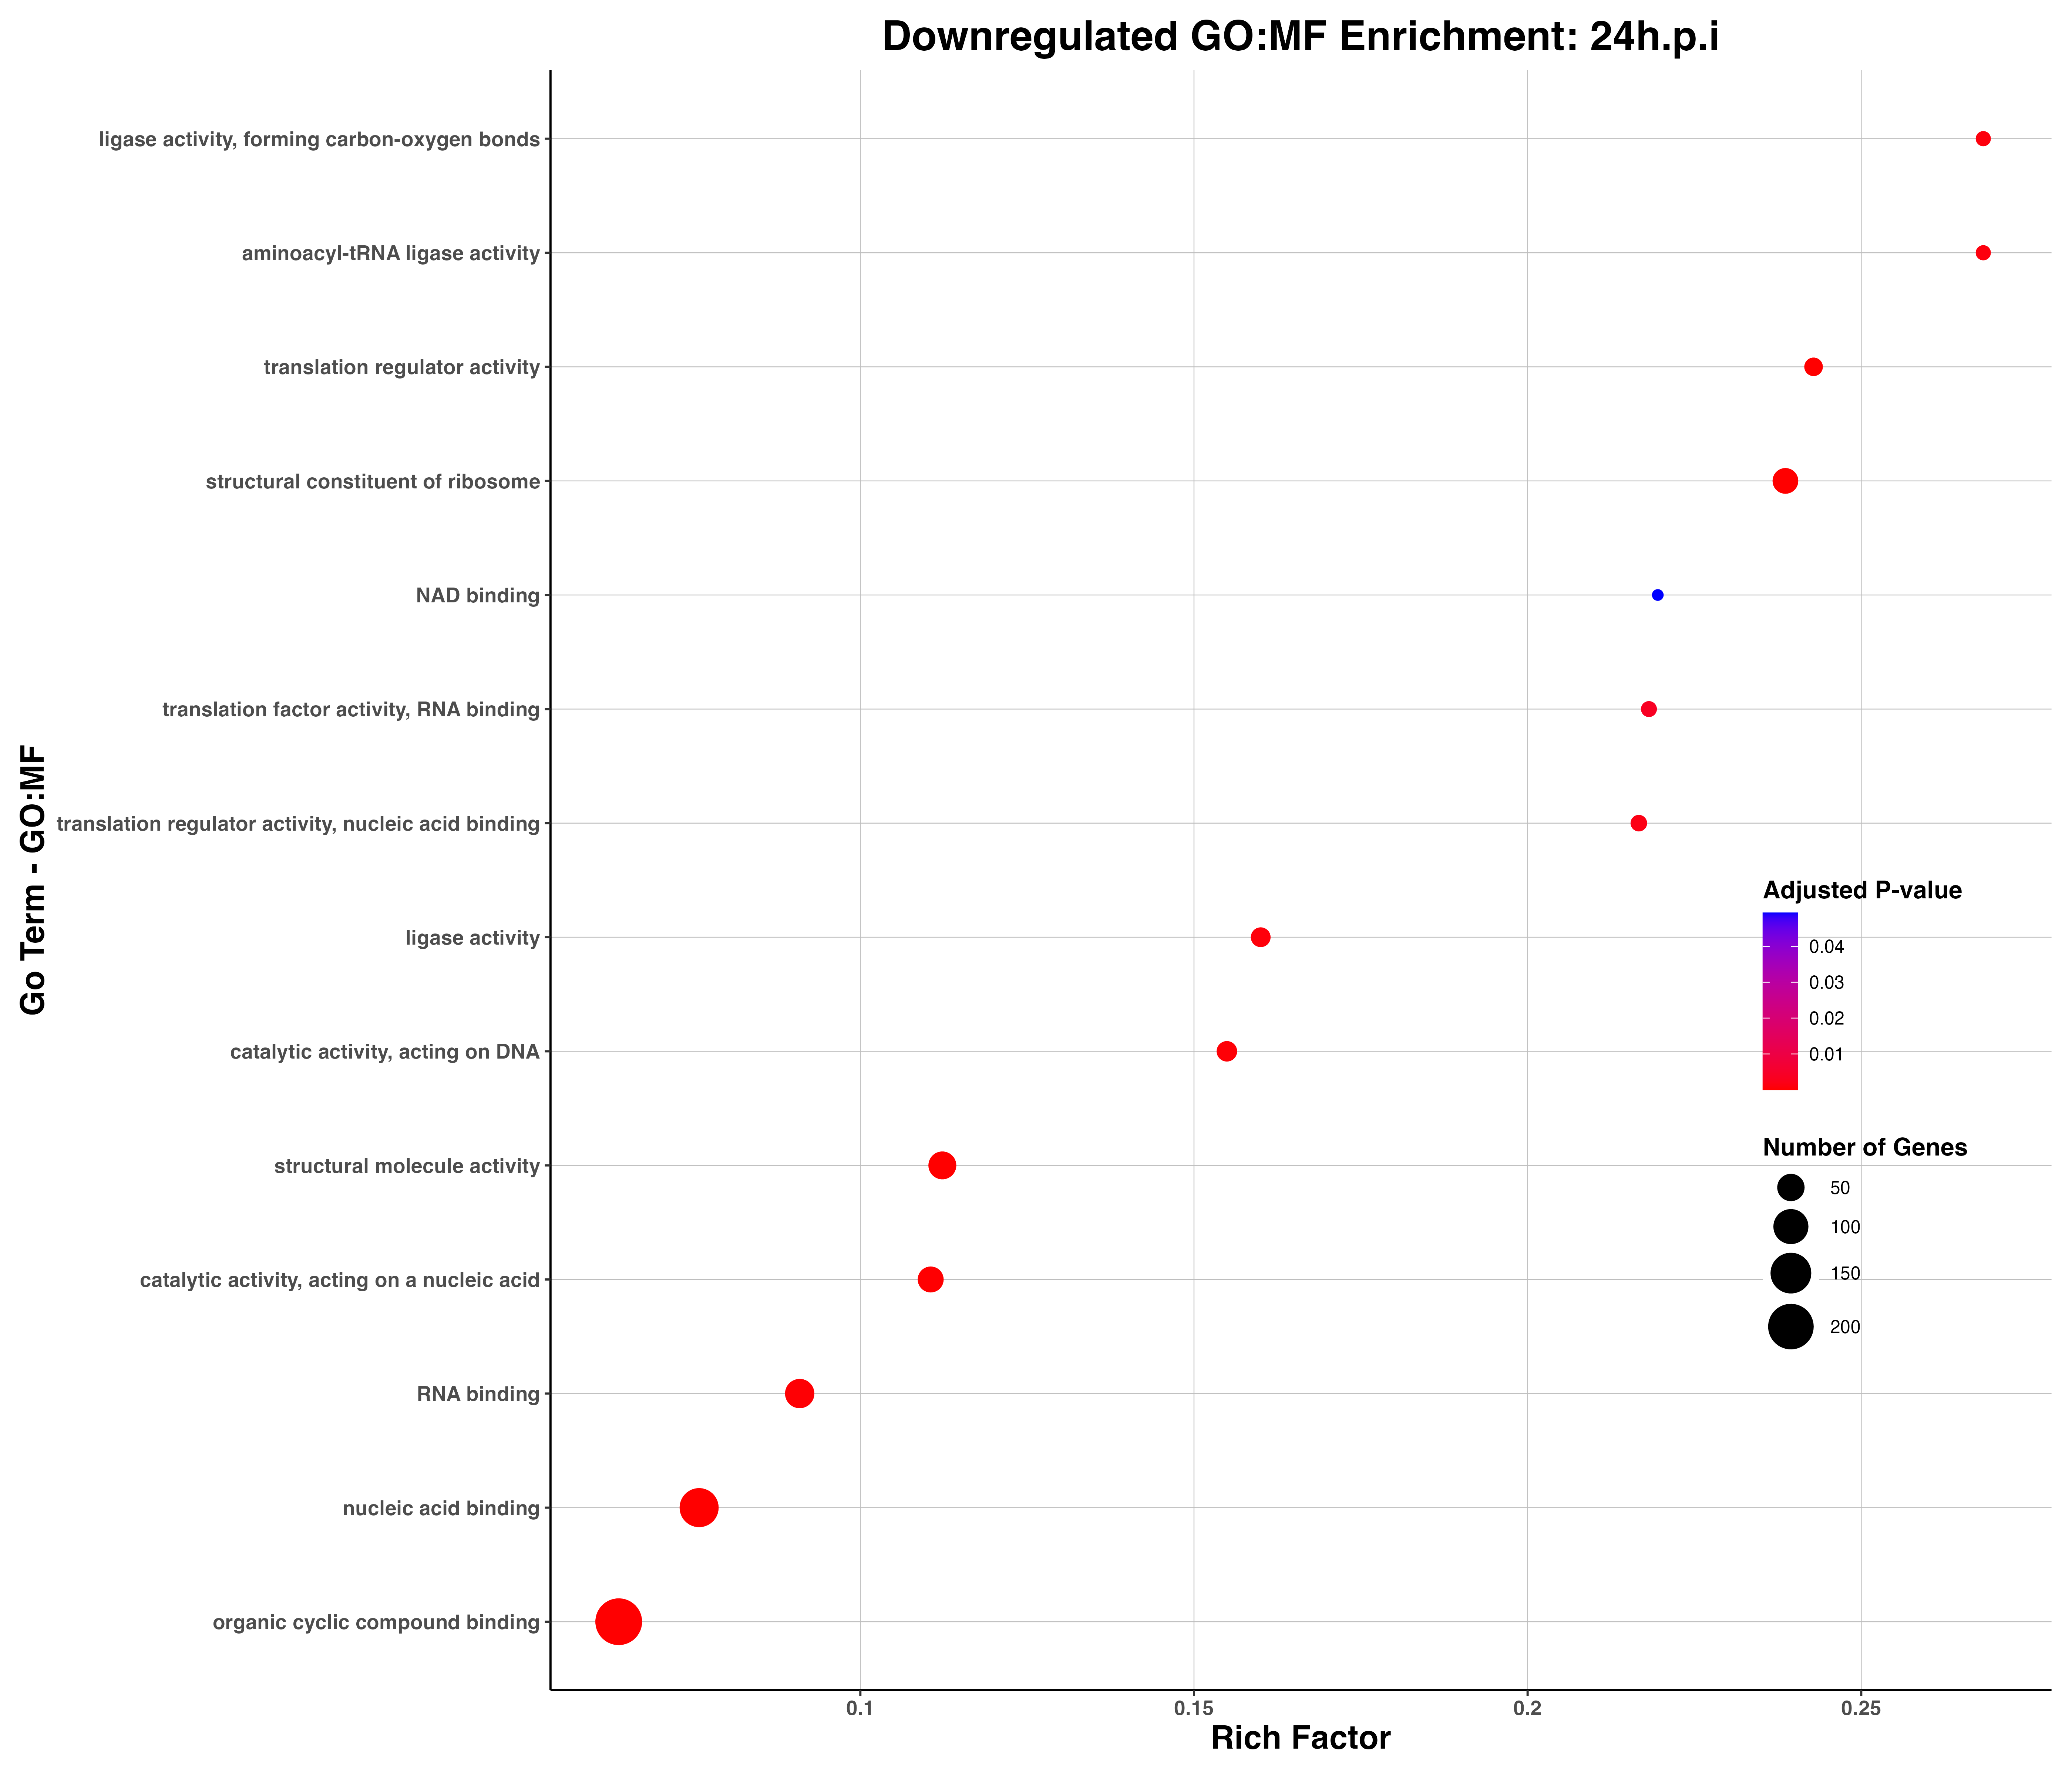 Downregulated GO:MF Enrichment: 24h.p.i
Go Term - GO:MF
ligase activity, forming carbon-oxygen bonds
aminoacyl-tRNA ligase activity
translation regulator activity
structural constituent of ribosome
NAD binding
translation factor activity, RNA binding
translation regulator activity, nucleic acid binding
ligase activity
catalytic activity, acting on DNA
structural molecule activity
catalytic activity, acting on a nucleic acid
RNA binding
nucleic acid binding
organic cyclic compound binding
Adjusted P-value
0.04
0.03
0.02
0.01
Number of Genes
50
100
150
200
0.1 0.15 0.2 0.25
Rich Factor